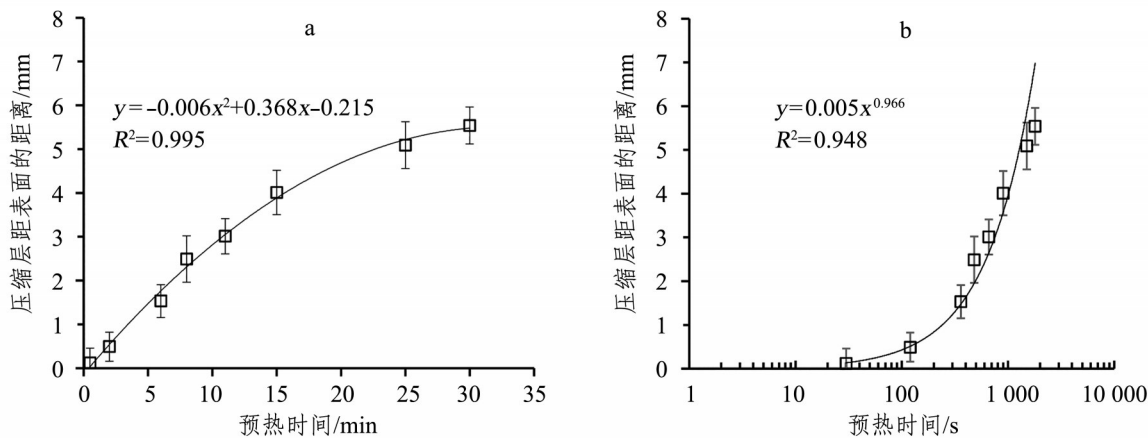 a
y=-0.006x²+0.368x-0.215
R²=0.995
压缩层距表面的距离/mm
8
7
6
5
4
3
2
1
0
0 5 10 15 20 25 30 35
预热时间/min
b
y=0.005x^0.966
R²=0.948
压缩层距表面的距离/mm
8
7
6
5
4
3
2
1
0
1 10 100 1 000 10 000
预热时间/s